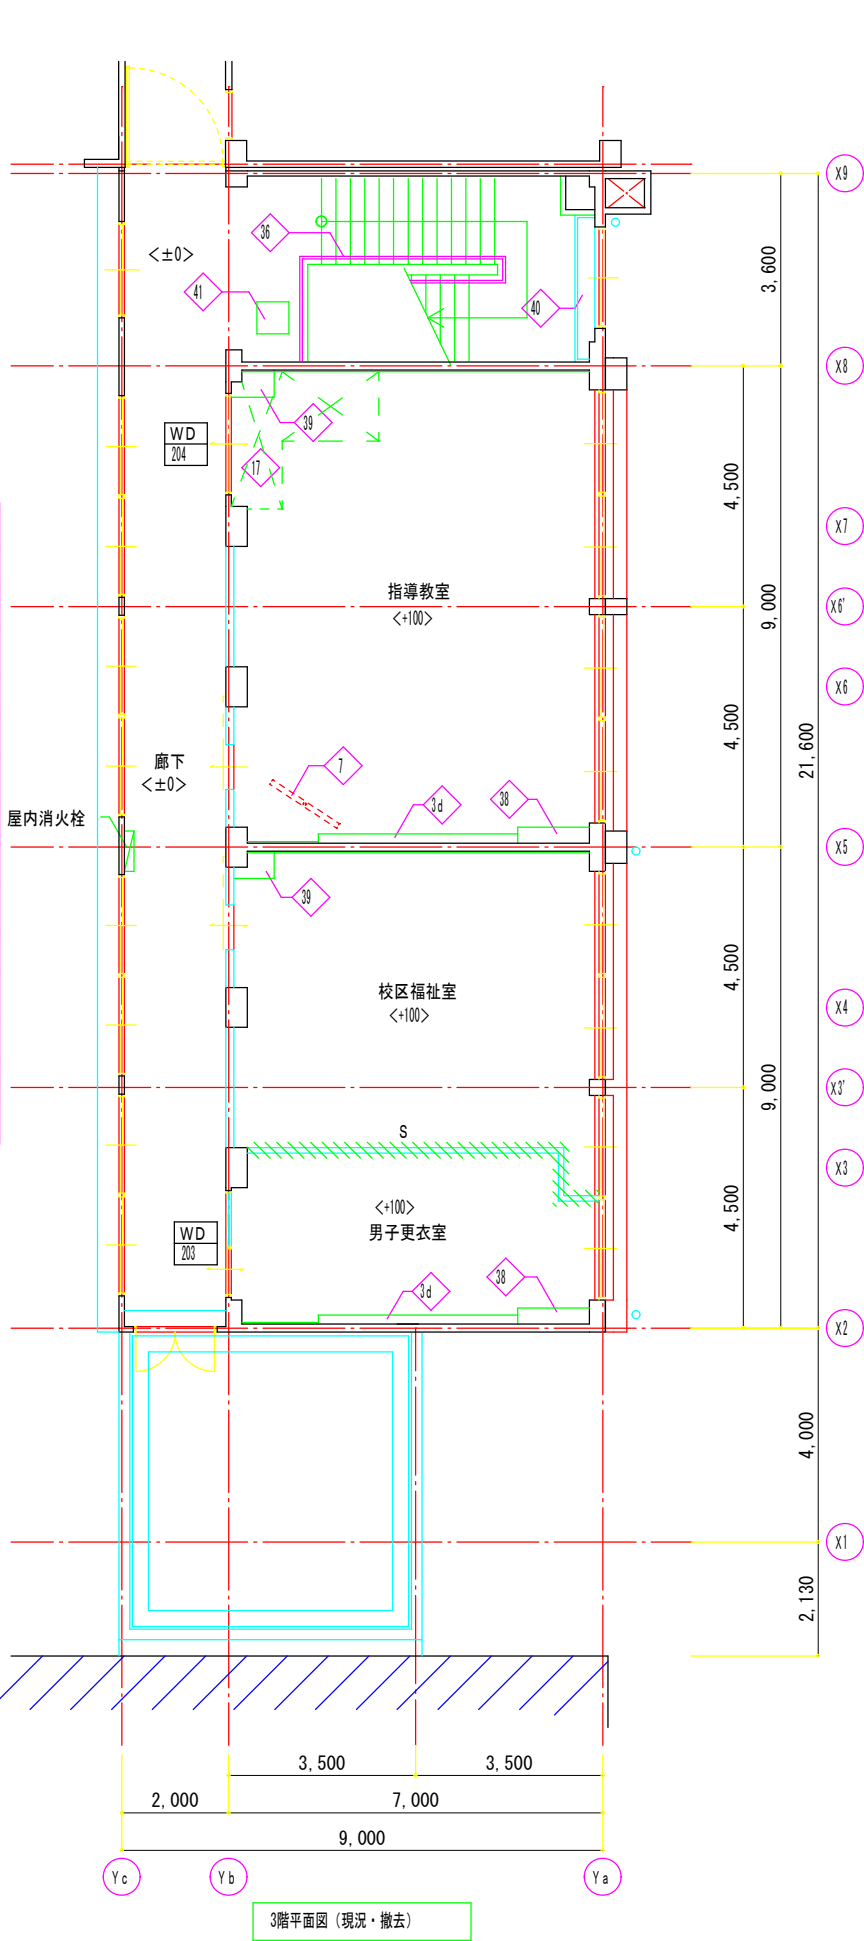 X9
36
<±0>
3,600
41
40
X8
39
WD
204
17
4,500
X7
指導教室
<+100>
9,000
X6'
X6
廊下
<±0>
7
4,500
21,600
屋内消火栓
3d
38
X5
39
校区福祉室
<+100>
4,500
X4
9,000
X3'
S
X3
<+100>
男子更衣室
4,500
WD
203
3d
38
X2
4,000
X1
2,130
3,500
3,500
2,000
7,000
9,000
Yc
Yb
Ya
3階平面図（現況・撤去）